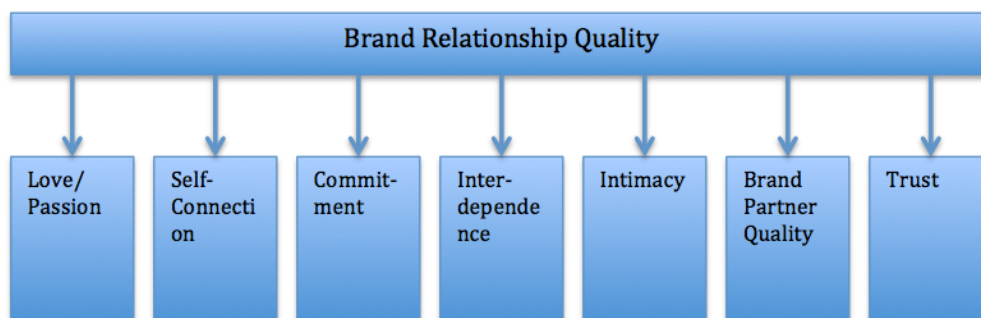 Brand Relationship Quality
Love/
Passion
Self-
Connecti
on
Commit-
ment
Inter-
depende
nce
Intimacy
Brand
Partner
Quality
Trust